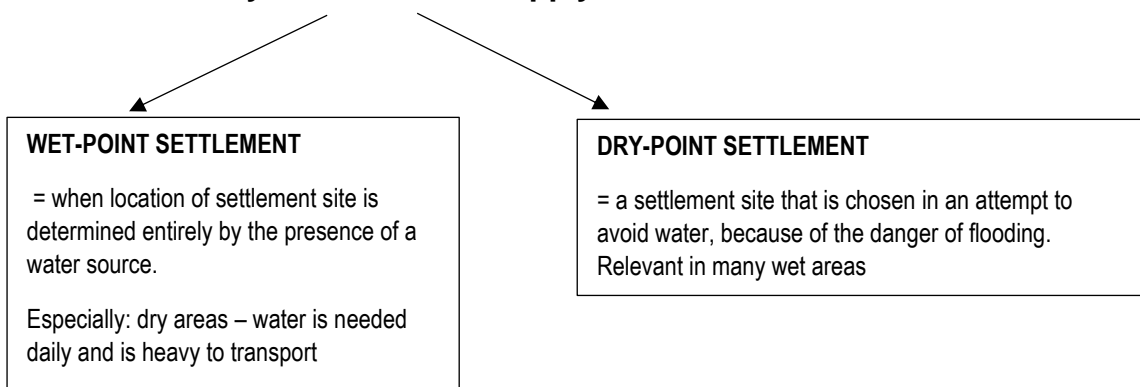 WET-POINT SETTLEMENT
= when location of settlement site is
determined entirely by the presence of a
water source.
Especially: dry areas – water is needed
daily and is heavy to transport
DRY-POINT SETTLEMENT
= a settlement site that is chosen in an attempt to
avoid water, because of the danger of flooding.
Relevant in many wet areas